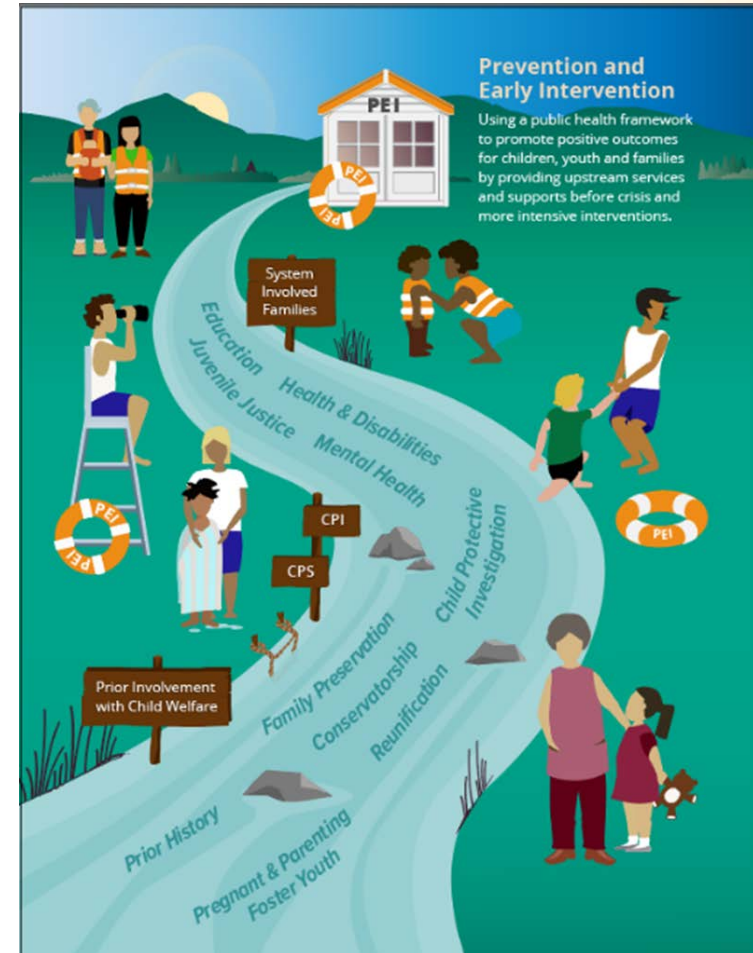 Prevention and
Early Intervention
Using a public health framework
to promote positive outcomes
for children, youth and families
by providing upstream services
and supports before crisis and
more intensive interventions.
PEI
PEI
PEI
System
Involved
Families
Education
Juvenile Justice
Health & Disabilities
Mental Health
PEI
PEI
PEI
CPI
CPS
Child Protective
Investigation
Prior Involvement
with Child Welfare
Family Preservation
Conservatorship
Reunification
Prior History
Pregnant & Parenting
Foster Youth